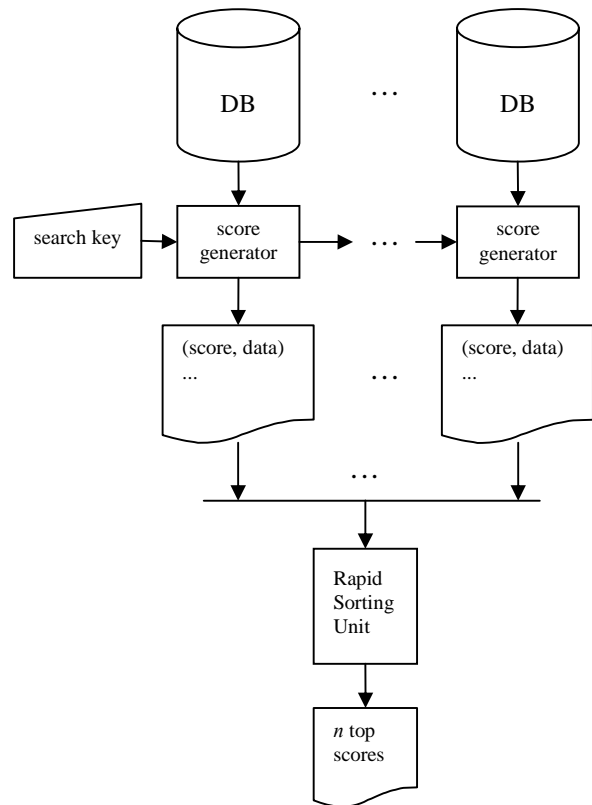 DB
…
DB
search key
score
generator
…
score
generator
(score, data)
...
…
(score, data)
...
…
Rapid
Sorting
Unit
n top
scores